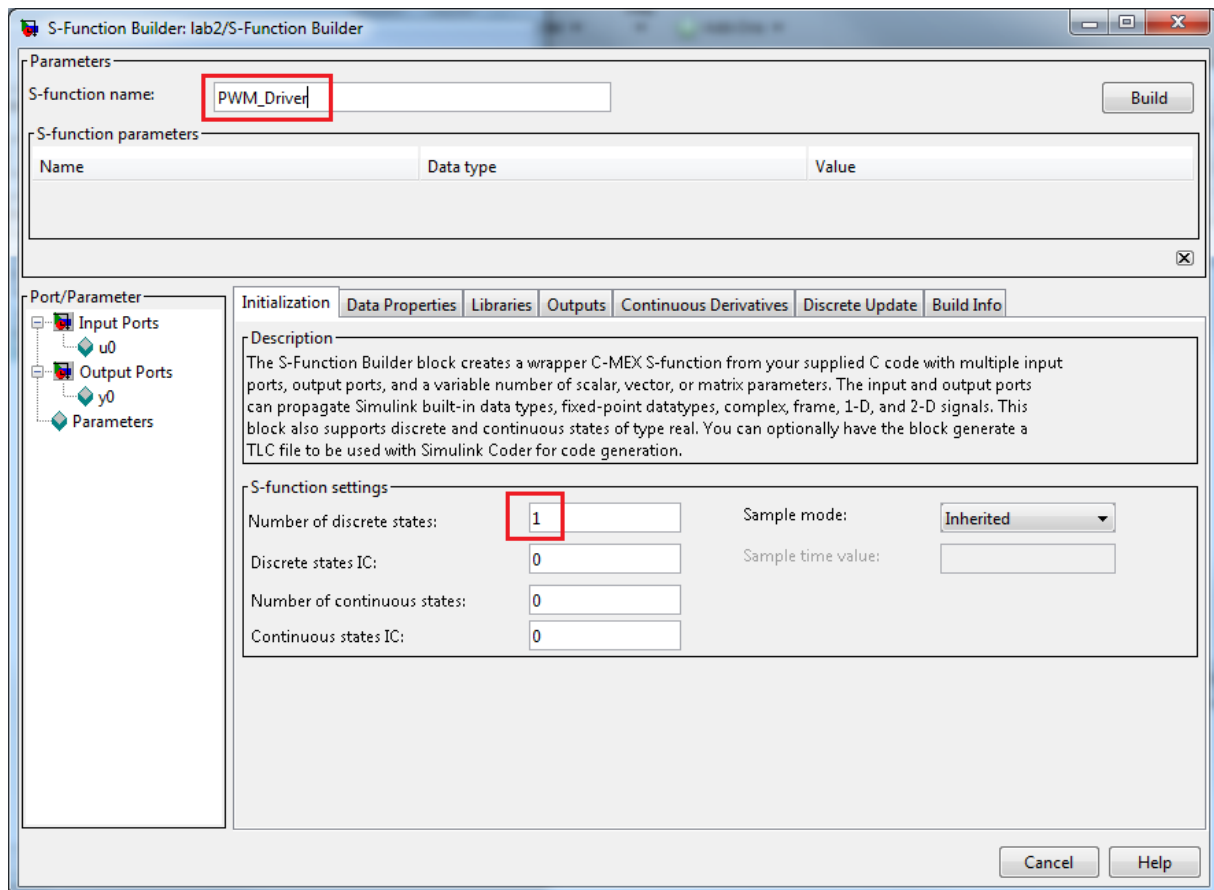 S-Function Builder: lab2/S-Function Builder
Parameters
S-function name:
PWM_Driver
Build
S-function parameters
Name
Data type
Value
Port/Parameter
Input Ports
u0
Output Ports
y0
Parameters
Initialization
Data Properties
Libraries
Outputs
Continuous Derivatives
Discrete Update
Build Info
Description
The S-Function Builder block creates a wrapper C-MEX S-function from your supplied C code with multiple input
ports, output ports, and a variable number of scalar, vector, or matrix parameters. The input and output ports
can propagate Simulink built-in data types, fixed-point datatypes, complex, frame, 1-D, and 2-D signals. This
block also supports discrete and continuous states of type real. You can optionally have the block generate a
TLC file to be used with Simulink Coder for code generation.
S-function settings
Number of discrete states:
1
Sample mode:
Inherited
Discrete states IC:
0
Sample time value:
Number of continuous states:
0
Continuous states IC:
0
Cancel
Help